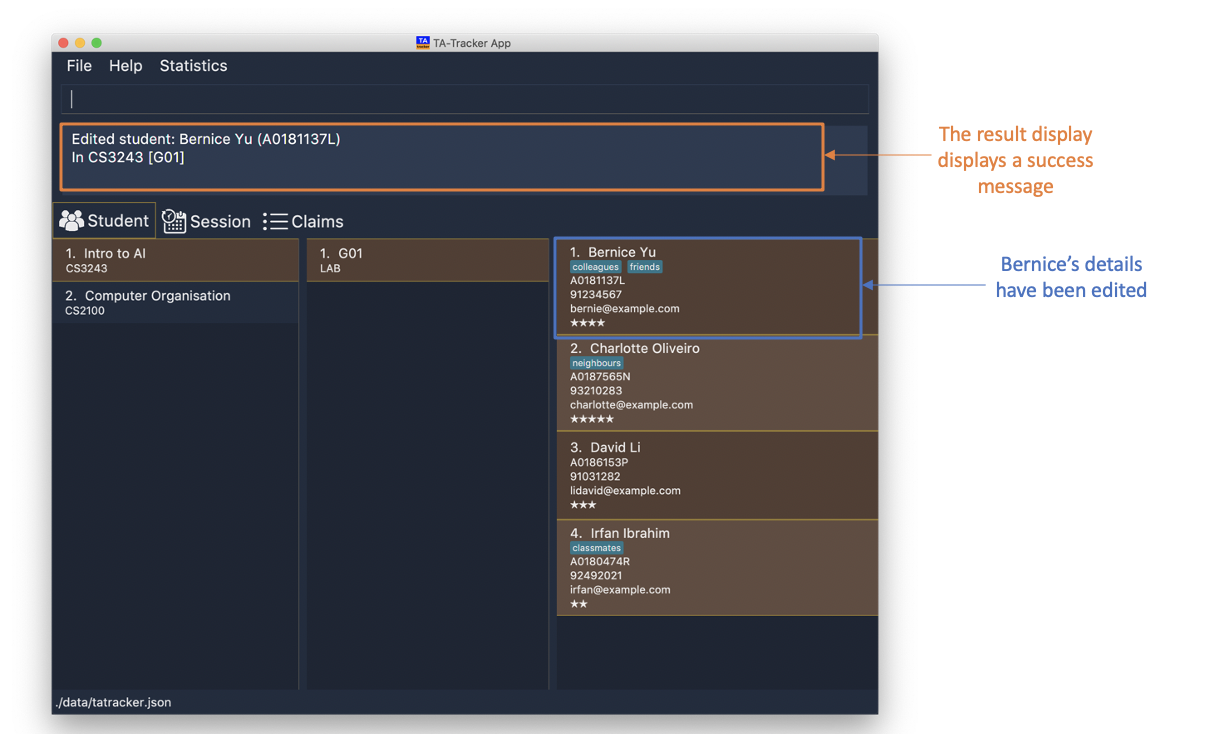 TA-Tracker App
File Help Statistics
Edited student: Bernice Yu (A0181137L)
In CS3243 [G01]
The result display
displays a success
message
Student Session Claims
1. Intro to AI
CS3243
2. Computer Organisation
CS2100
1. G01
LAB
1. Bernice Yu
colleagues friends
A0181137L
91234567
bernie@example.com
★★★★
2. Charlotte Oliveiro
neighbours
A0187565N
93210283
charlotte@example.com
★★★★★
3. David Li
A0186153P
91031282
lidavid@example.com
★★★
4. Irfan Ibrahim
classmates
A0180474R
92492021
irfan@example.com
★★
Bernice’s details
have been edited
./data/tatracker.json